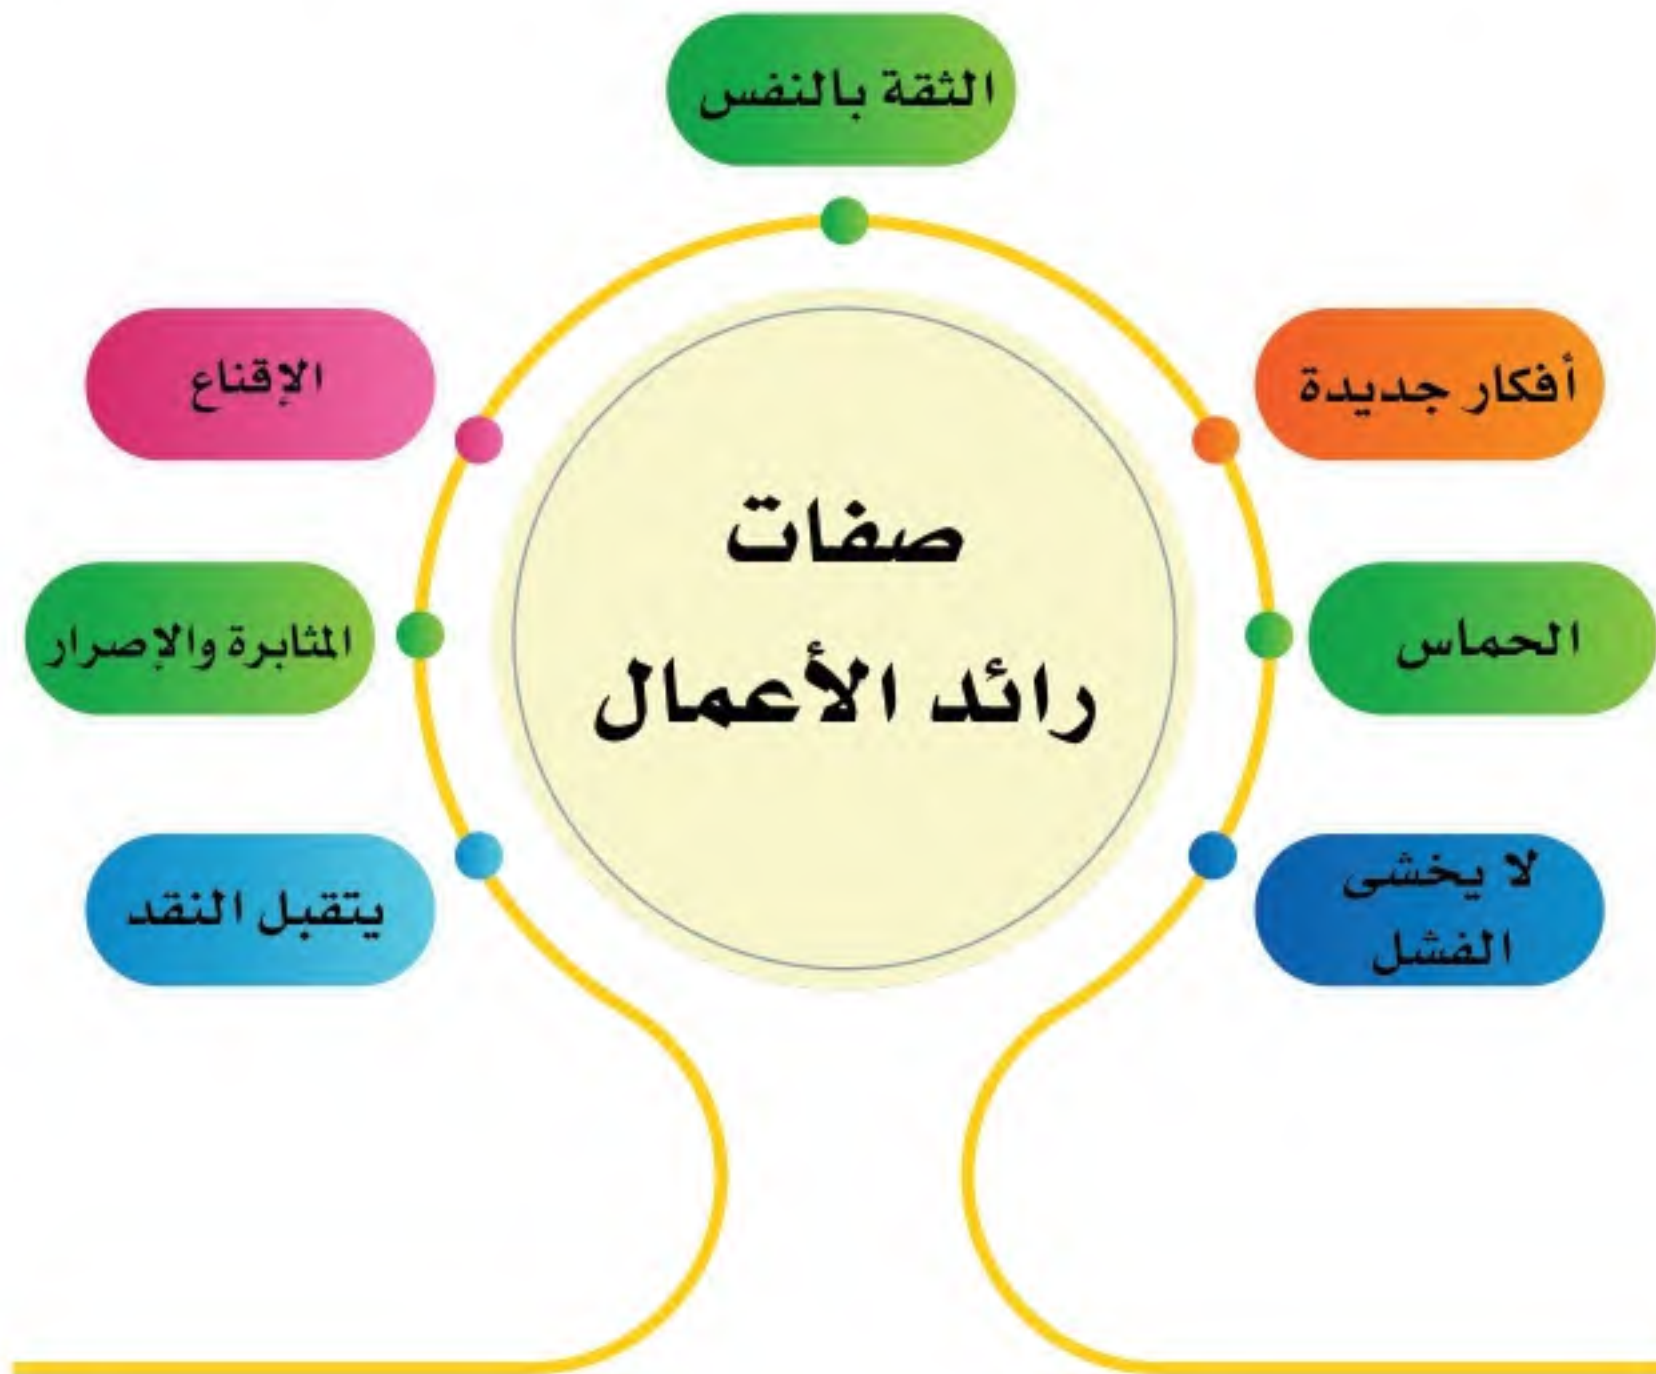 الثقة بالنفس
أفكار جديدة
الإقناع
صفات
رائد الأعمال
الحماس
المثابرة والإصرار
لا يخشى
الفشل
يتقبل النقد